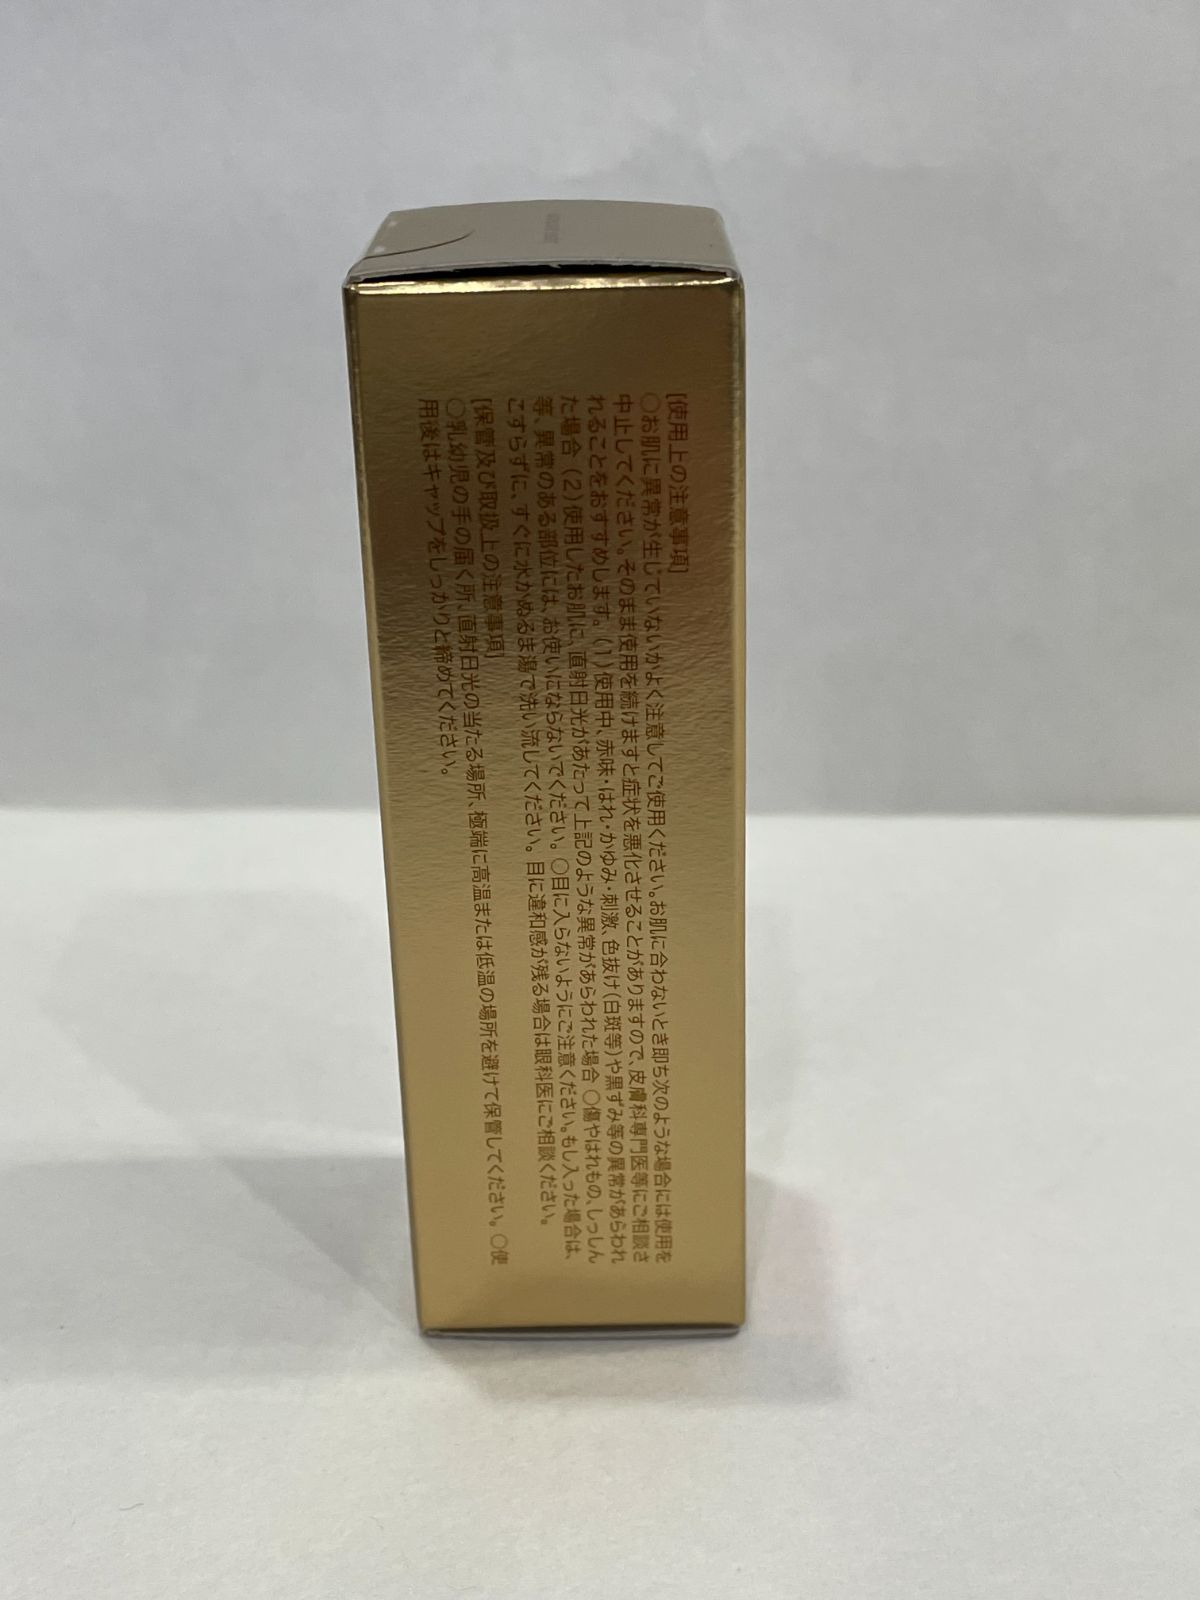 [使用上の注意事項]
○お肌に異常が生じていないかよく注意してご使用ください。お肌に合わないとき即ち次のような場合には使用を
中止してください。そのまま使用を続けますと症状を悪化させることがありますので、皮膚科専門医等にご相談さ
れることをおすすめします。(1)使用中、赤味・はれ・かゆみ・刺激、色抜け(白斑等)や黒ずみ等の異常があらわれ
た場合 (2)使用したお肌に、直射日光があたって上記のような異常があらわれた場合 ○傷やはれもの、しっしん
等、異常のある部位には、お使いにならないでください。 ○目に入らないようにご注意ください。もし入った場合は、
こすらずに、すぐに水かぬるま湯で洗い流してください。 目に違和感が残る場合は眼科医にご相談ください。
[保管及び取扱上の注意事項]
○乳幼児の手の届く所、直射日光の当たる場所、極端に高温または低温の場所を避けて保管してください。 ○使
用後はキャップをしっかりと締めてください。